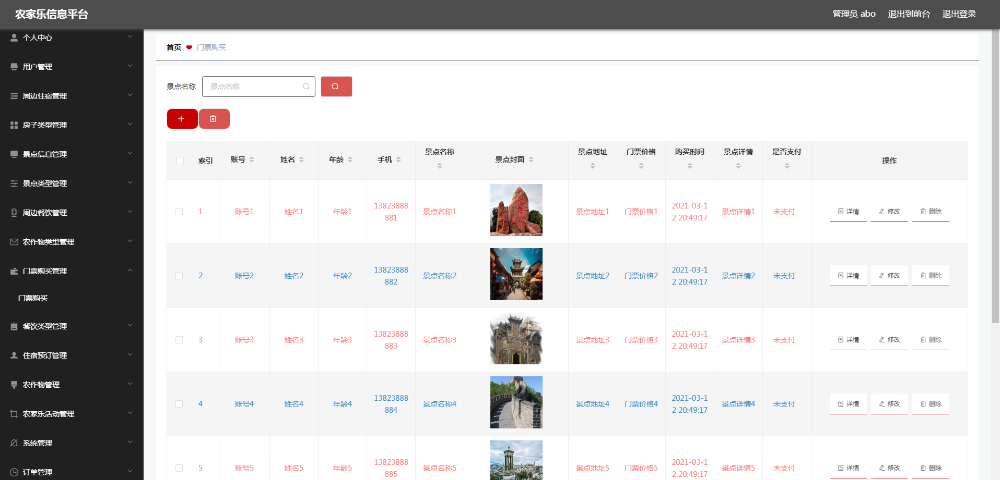 农家乐信息平台
管理员 abo 退出到前台 退出登录
个人中心
用户管理
周边住宿管理
房子类型管理
景点信息管理
景点类型管理
周边餐饮管理
农作物类型管理
门票购买管理
门票购买
餐饮类型管理
住宿预订管理
农作物管理
农家乐活动管理
系统管理
订单管理
首页 门票购买
景点名称 景点名称
索引 账号 姓名 年龄 手机 景点名称 景点封面 景点地址 门票价格 购买时间 景点详情 是否支付 操作
1 账号1 姓名1 年龄1 13823888 景点名称1 景点地址1 门票价格1 2021-03-1 景点详情1 未支付 详情 修改 删除
881 2 20:49:17
2 账号2 姓名2 年龄2 13823888 景点名称2 景点地址2 门票价格2 2021-03-1 景点详情2 未支付 详情 修改 删除
882 2 20:49:17
3 账号3 姓名3 年龄3 13823888 景点名称3 景点地址3 门票价格3 2021-03-1 景点详情3 未支付 详情 修改 删除
883 2 20:49:17
4 账号4 姓名4 年龄4 13823888 景点名称4 景点地址4 门票价格4 2021-03-1 景点详情4 未支付 详情 修改 删除
884 2 20:49:17
5 账号5 姓名5 年龄5 13823888 景点名称5 景点地址5 门票价格5 2021-03-1 景点详情5 未支付 详情 修改 删除
885 2 20:49:17